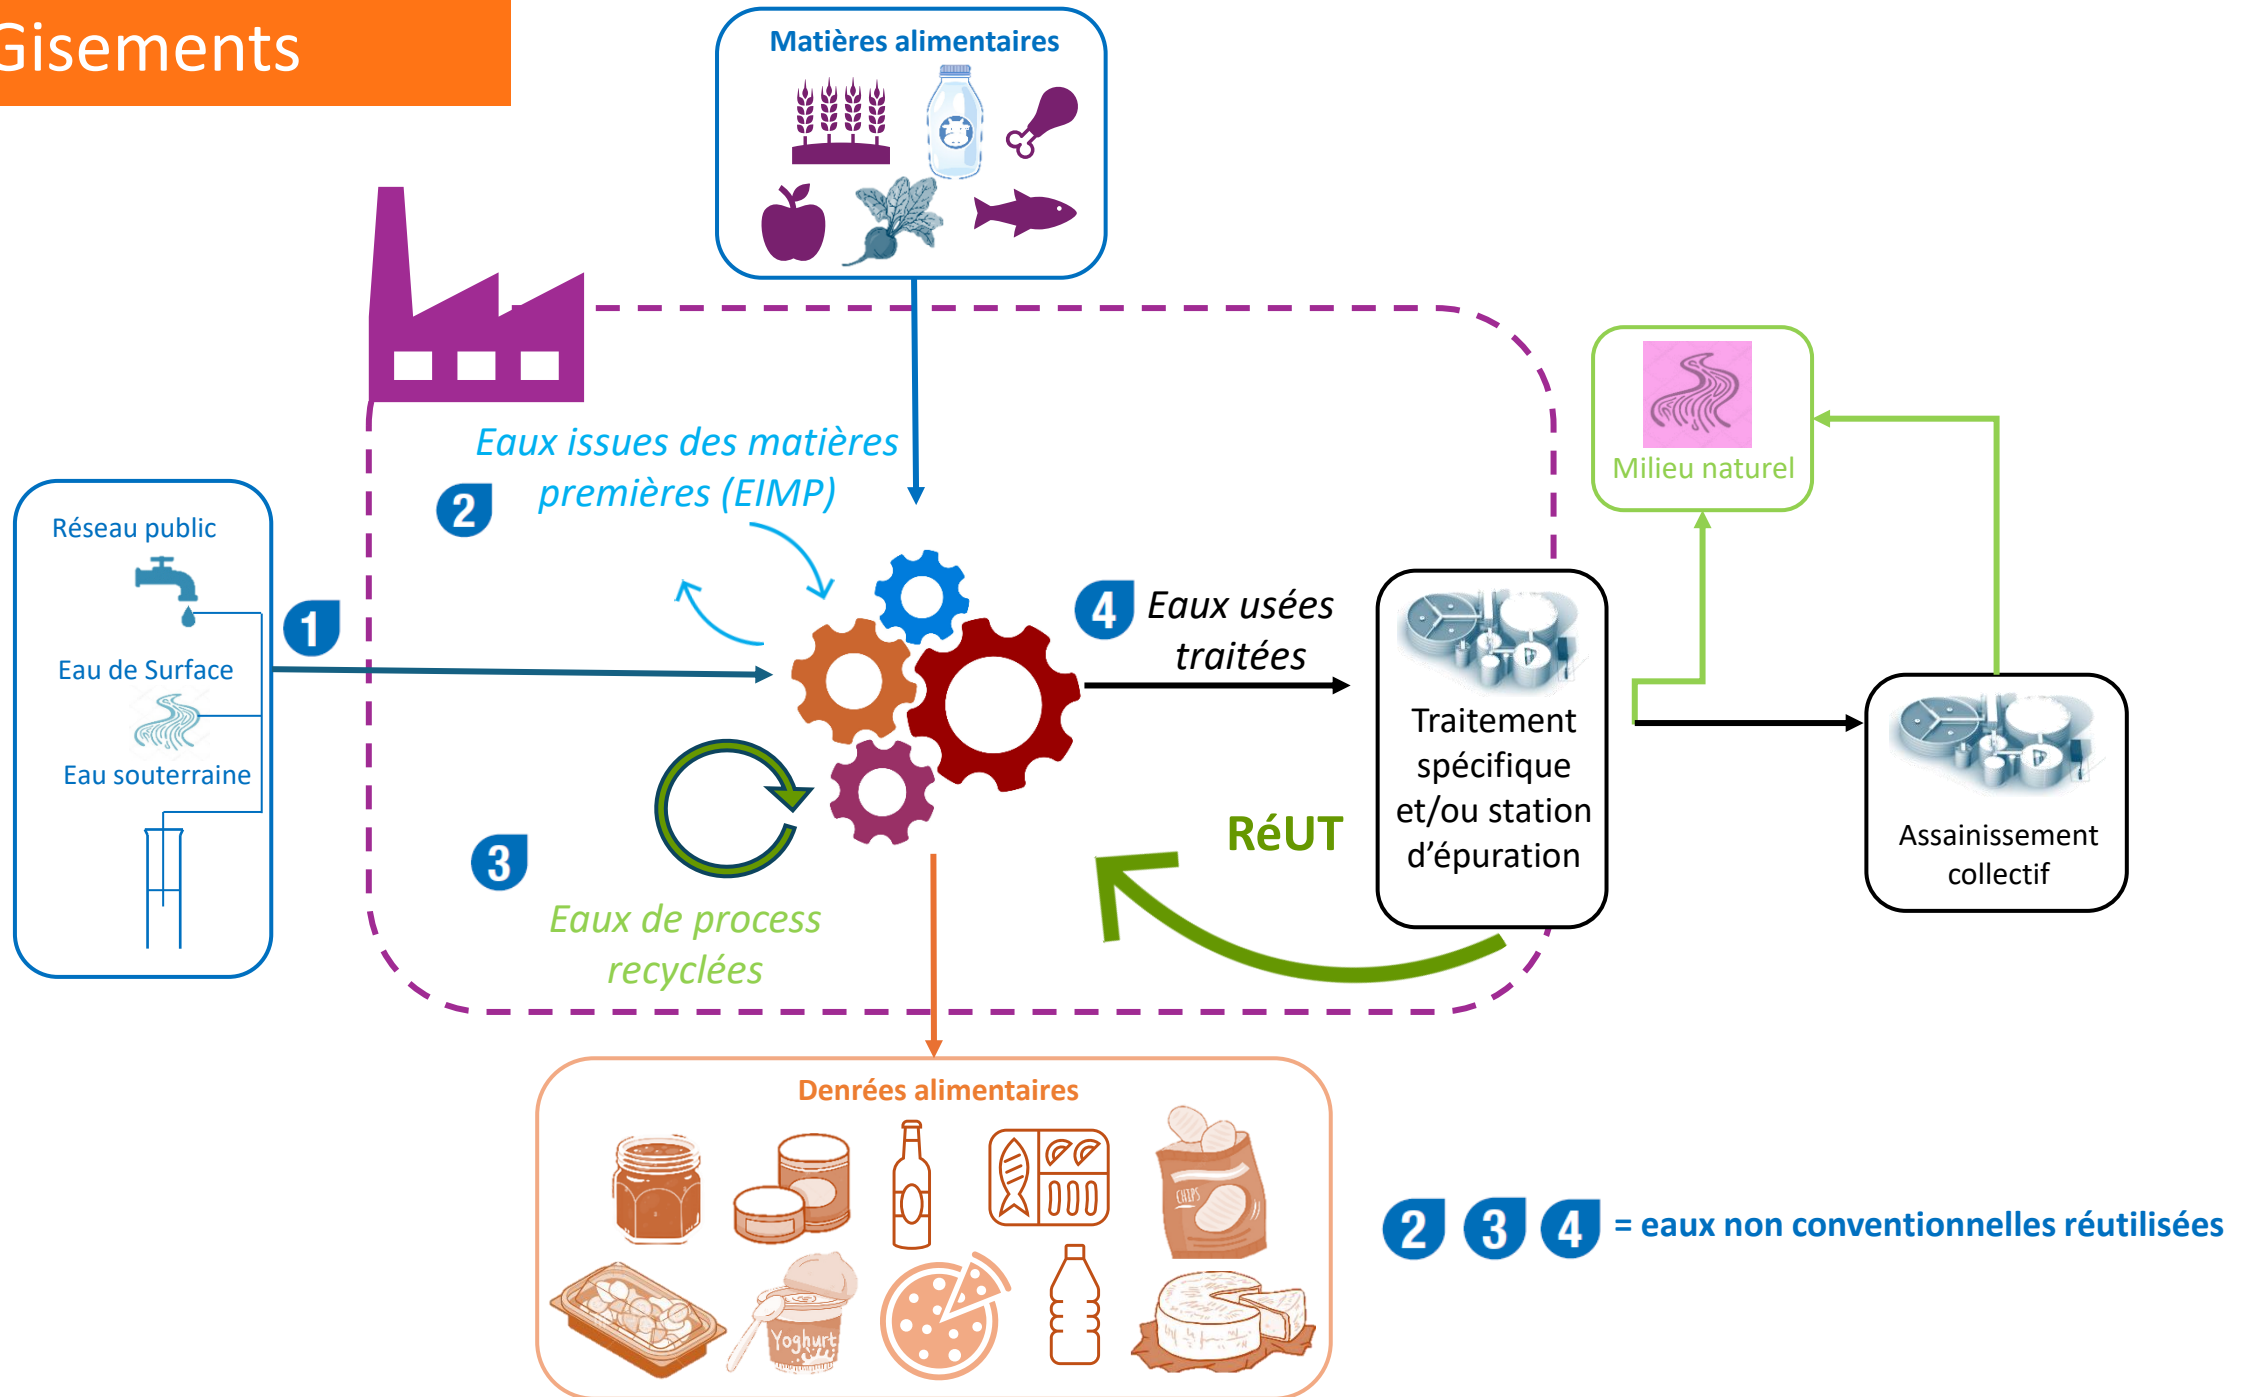 Gisements
Matières alimentaires
Eaux issues des matières
premières (EIMP)
2
Réseau public
Eau de Surface
Eau souterraine
1
4
Eaux usées
traitées
Milieu naturel
Traitement
spécifique
et/ou station
d'épuration
Assainissement
collectif
RéUT
3
Eaux de process
recyclées
Denrées alimentaires
CHIPS
Yoghurt
2 3 4 = eaux non conventionnelles réutilisées